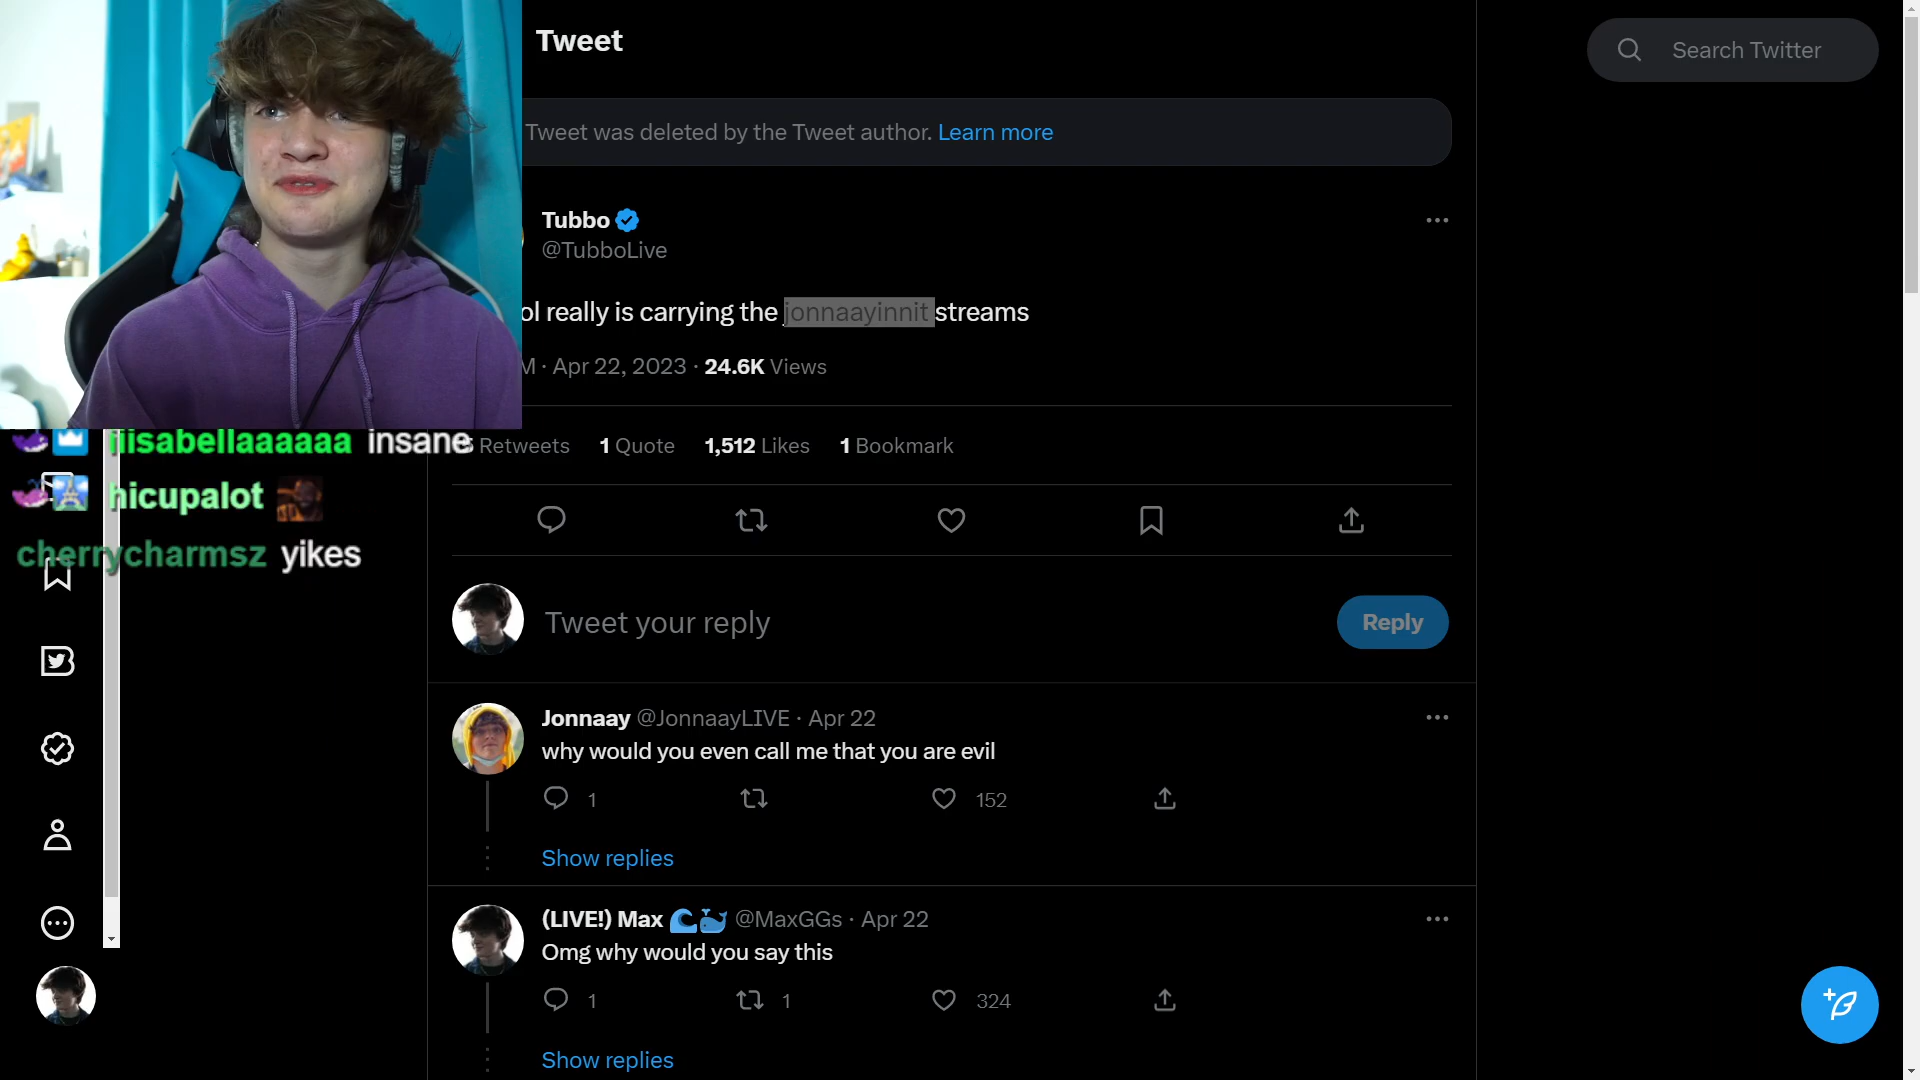 Tweet
Search Twitter
Tweet was deleted by the Tweet author. Learn more
Tubbo
@TubboLive
really is carrying the jonnaayinnit streams
Apr 22, 2023 · 24.6K Views
Retweets 1 Quote 1,512 Likes 1 Bookmark
iiisabellaaaaaa insane
hicupalot
cherrycharmsz yikes
Tweet your reply
Reply
Jonnaay @JonnaayLIVE · Apr 22
why would you even call me that you are evil
1 152
Show replies
(LIVE!) Max 🌊🐳 @MaxGGs · Apr 22
Omg why would you say this
1 1 324
Show replies